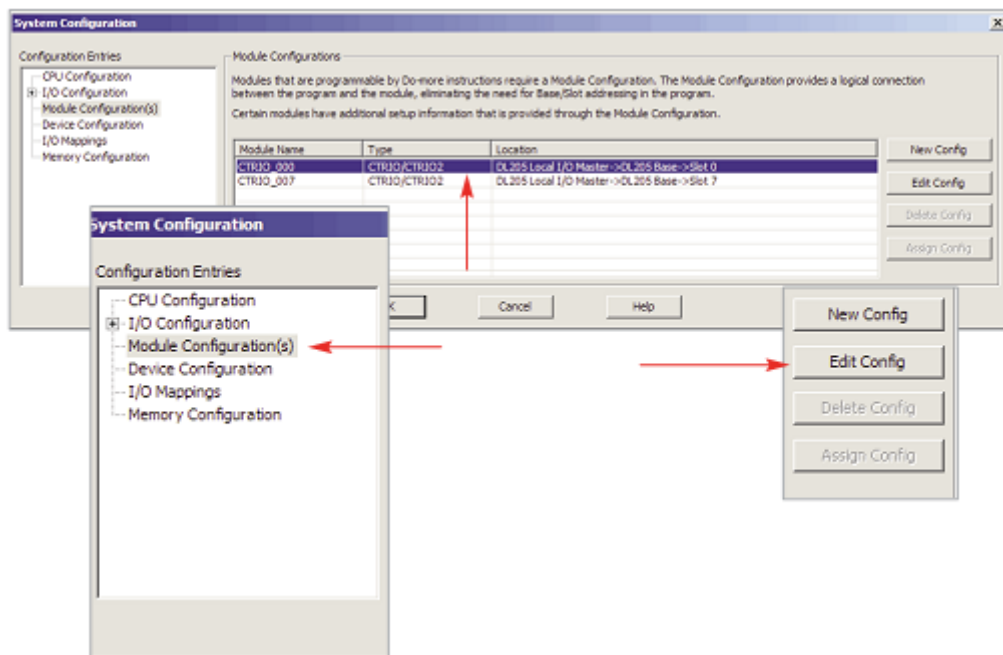 System Configuration
Configuration Entries
CPU Configuration
I/O Configuration
Module Configuration(s)
Device Configuration
I/O Mappings
Memory Configuration
Module Configurations
Modules that are programmable by Do-more instructions require a Module Configuration. The Module Configuration provides a logical connection
between the program and the module, eliminating the need for Base/Slot addressing in the program.
Certain modules have additional setup information that is provided through the Module Configuration.
Module Name Type Location
CTRIO_000 CTRIO/CTRIO2 DL205 Local I/O Master->DL205 Base->Slot 0
CTRIO_007 CTRIO/CTRIO2 DL205 Local I/O Master->DL205 Base->Slot 7
New Config
Edit Config
Delete Config
Assign Config
K
Cancel
Help
System Configuration
Configuration Entries
CPU Configuration
I/O Configuration
Module Configuration(s)
Device Configuration
I/O Mappings
Memory Configuration
New Config
Edit Config
Delete Config
Assign Config